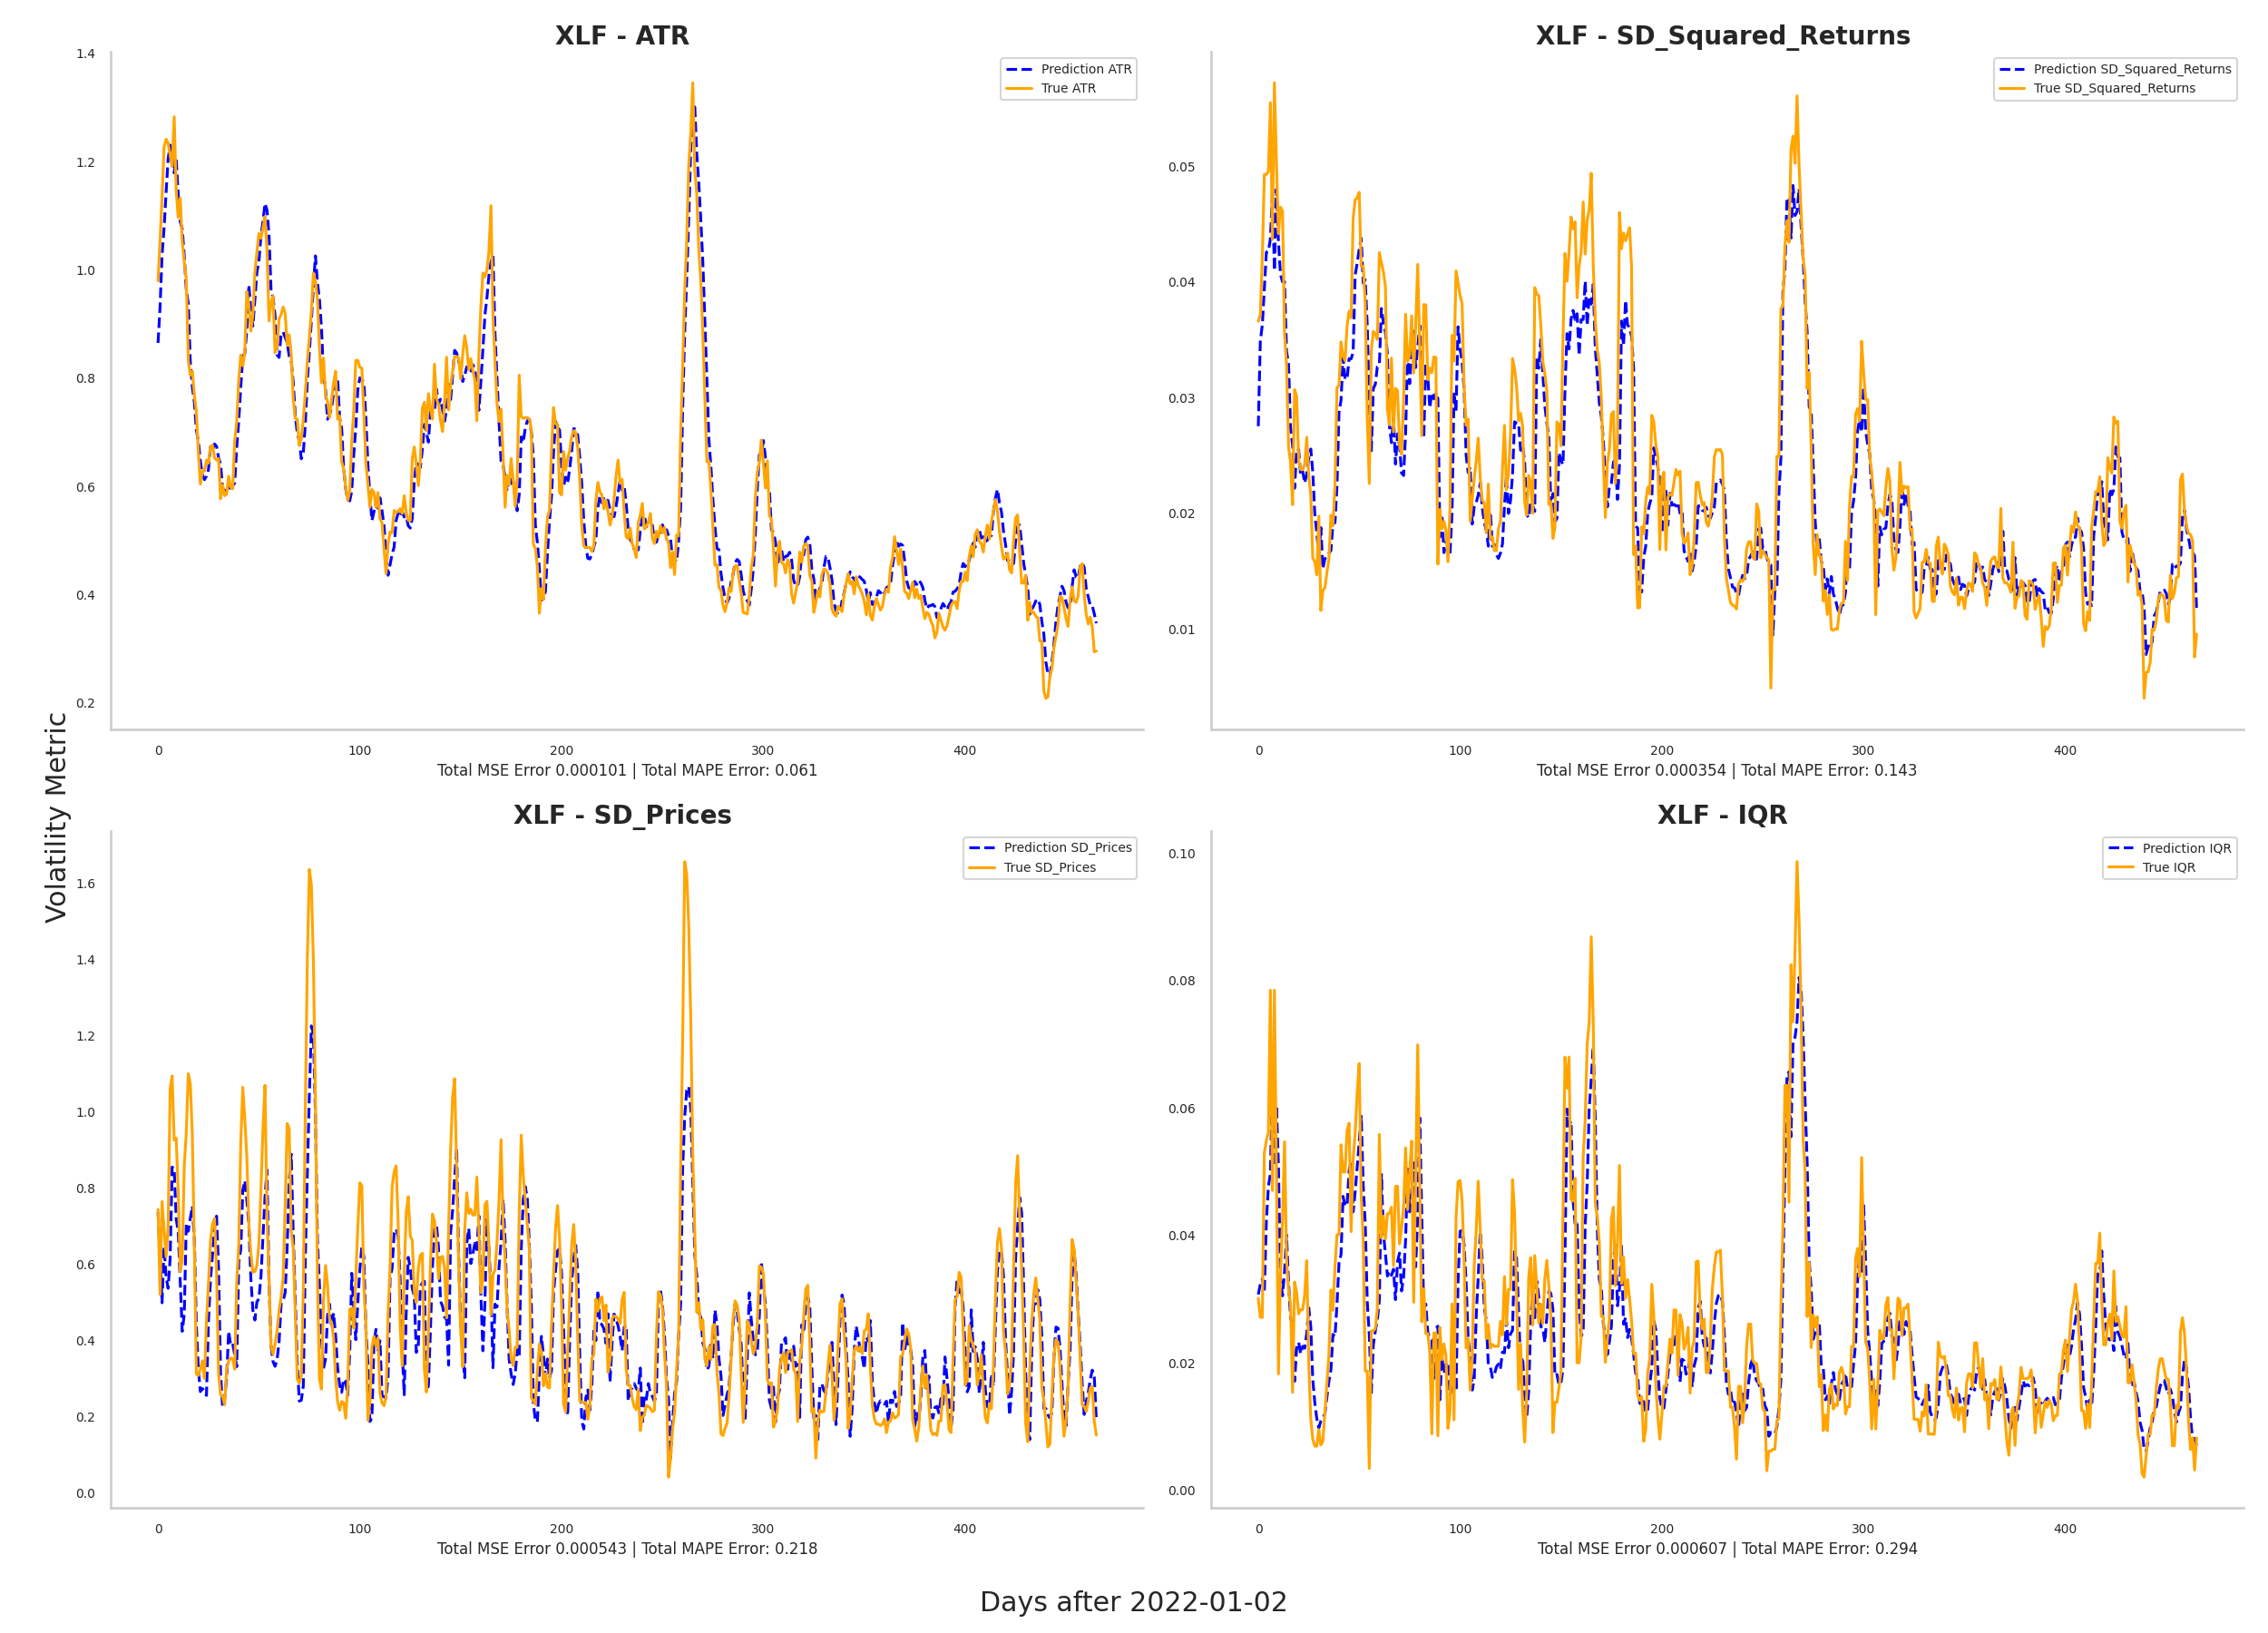 XLF - ATR
1.4
1.2
1.0
0.8
0.6
0.4
0.2
Prediction ATR
True ATR
0 100 200 300 400
Total MSE Error 0.000101 | Total MAPE Error: 0.061
XLF - SD_Squared_Returns
0.05
0.04
0.03
0.02
0.01
Prediction SD_Squared_Returns
True SD_Squared_Returns
0 100 200 300 400
Total MSE Error 0.000354 | Total MAPE Error: 0.143
Volatility Metric
XLF - SD_Prices
1.6
1.4
1.2
1.0
0.8
0.6
0.4
0.2
0.0
Prediction SD_Prices
True SD_Prices
0 100 200 300 400
Total MSE Error 0.000543 | Total MAPE Error: 0.218
XLF - IQR
0.10
0.08
0.06
0.04
0.02
0.00
Prediction IQR
True IQR
0 100 200 300 400
Total MSE Error 0.000607 | Total MAPE Error: 0.294
Days after 2022-01-02